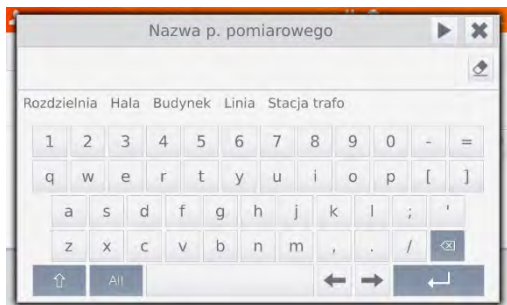 Nazwa p. pomiarowego
Rozdzielnia Hala Budynek Linia Stacja trafo
1 2 3 4 5 6 7 8 9 0 - =
q w e r t y u i o p [ ]
a s d f g h j k l ; '
z x c v b n m , . /
Alt